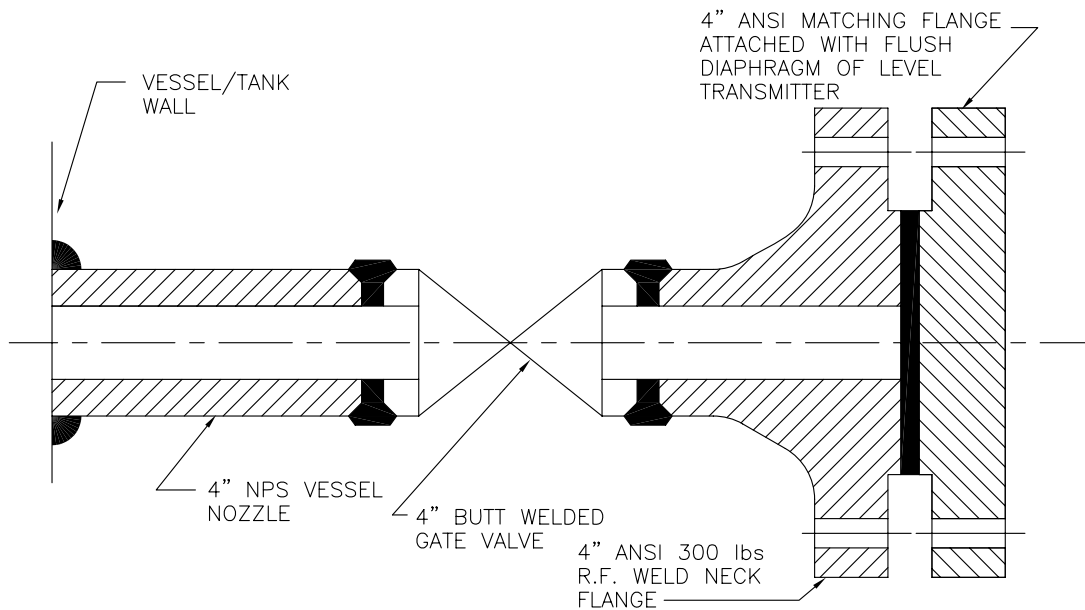 4” ANSI MATCHING FLANGE
ATTACHED WITH FLUSH
DIAPHRAGM OF LEVEL
TRANSMITTER
VESSEL/TANK
WALL
4” NPS VESSEL
NOZZLE
4” BUTT WELDED
GATE VALVE
4” ANSI 300 lbs
R.F. WELD NECK
FLANGE